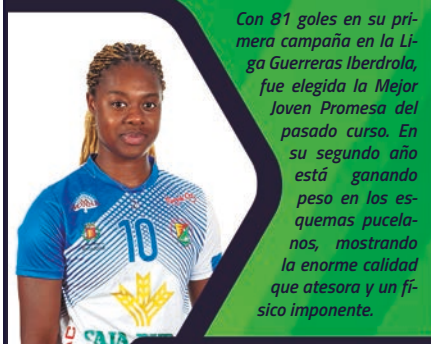 Con 81 goles en su pri-
mera campaña en la Li-
ga Guerreras Iberdrola,
fue elegida la Mejor
Joven Promesa del
pasado curso. En
su segundo año
está ganando
peso en los es-
quemas pucela-
nos, mostrando
la enorme calidad
que atesora y un fí-
sico imponente.
10